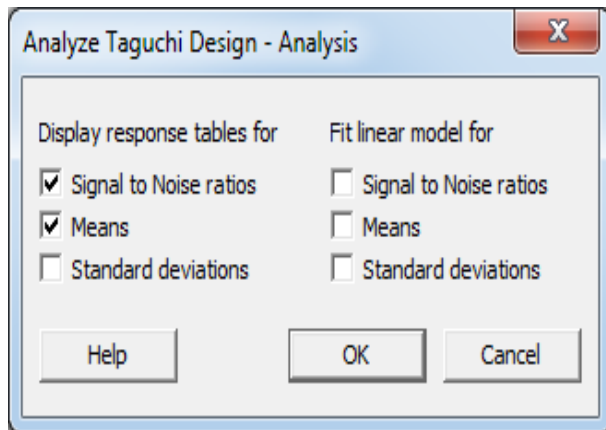 Analyze Taguchi Design - Analysis
X
Display response tables for
Signal to Noise ratios
Means
Standard deviations
Fit linear model for
Signal to Noise ratios
Means
Standard deviations
Help
OK
Cancel